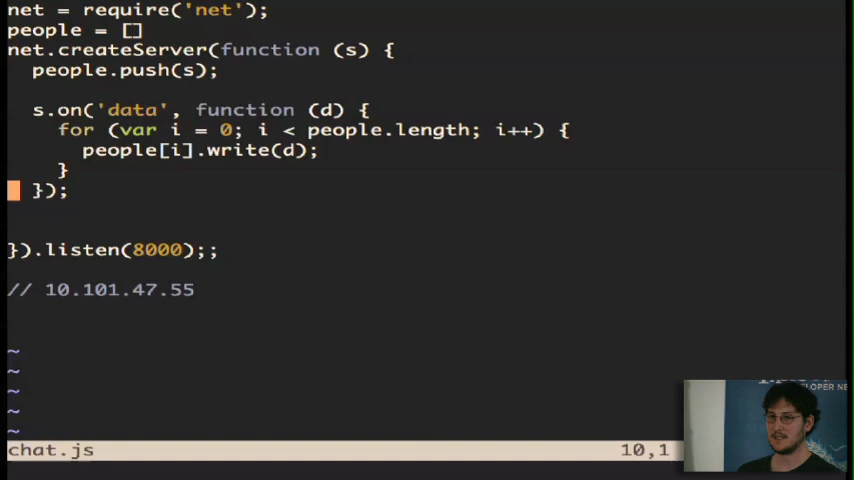 net = require('net');
people = []
net.createServer(function (s) {
  people.push(s);

  s.on('data', function (d) {
    for (var i = 0; i < people.length; i++) {
      people[i].write(d);
    }
  });

}).listen(8000);;

// 10.101.47.55

~
~
~
~
~
chat.js 10,1